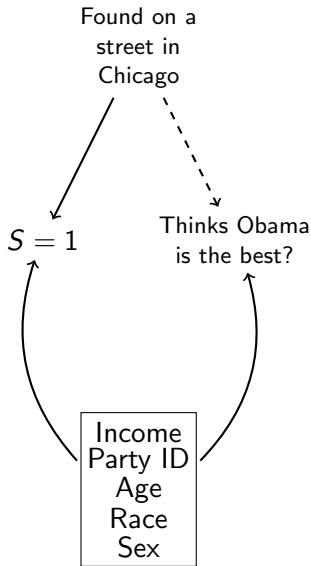 Found on a
street in
Chicago
S = 1
Thinks Obama
is the best?
Income
Party ID
Age
Race
Sex